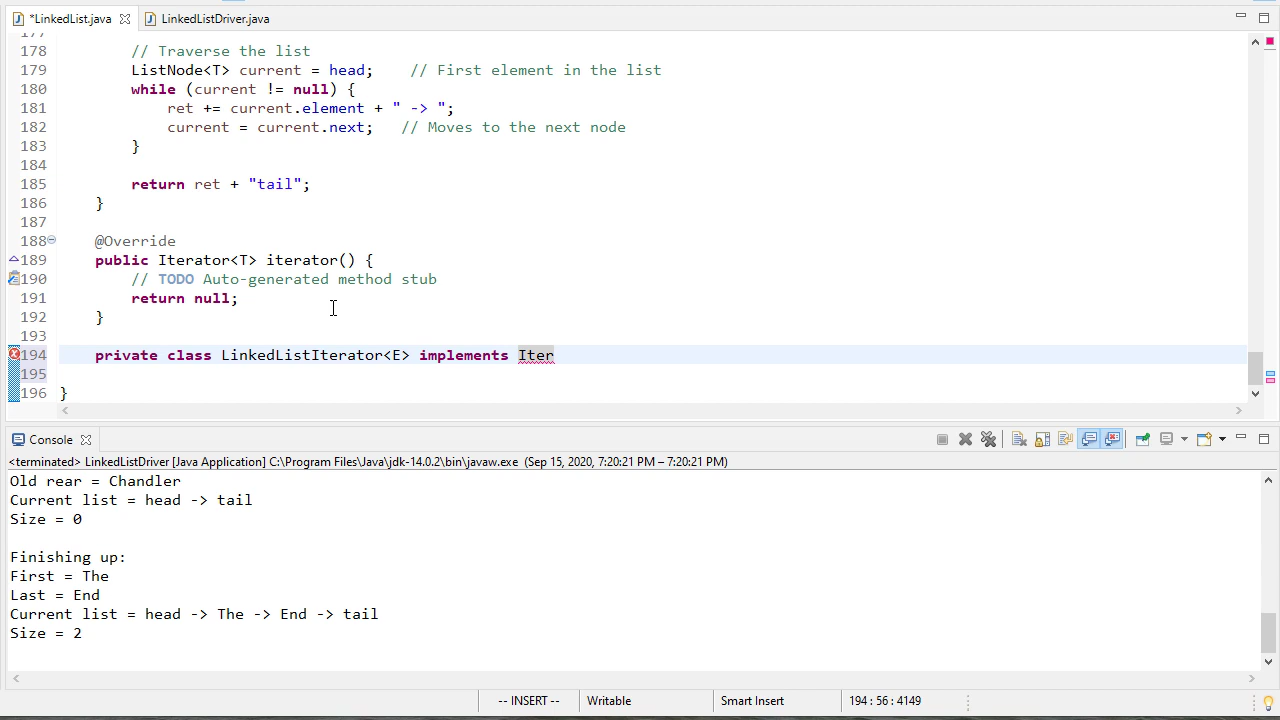 *LinkedList.java
LinkedListDriver.java
177
178 // Traverse the list
179 ListNode<T> current = head; // First element in the list
180 while (current != null) {
181 ret += current.element + " -> ";
182 current = current.next; // Moves to the next node
183 }
184
185 return ret + "tail";
186 }
187
188 @Override
189 public Iterator<T> iterator() {
190 // TODO Auto-generated method stub
191 return null;
192 }
193
194 private class LinkedListIterator<E> implements Iter
195
196 }
Console
<terminated> LinkedListDriver [Java Application] C:\Program Files\Java\jdk-14.0.2\bin\javaw.exe (Sep 15, 2020, 7:20:21 PM – 7:20:21 PM)
Old rear = Chandler
Current list = head -> tail
Size = 0
Finishing up:
First = The
Last = End
Current list = head -> The -> End -> tail
Size = 2
-- INSERT -- Writable Smart Insert 194 : 56 : 4149